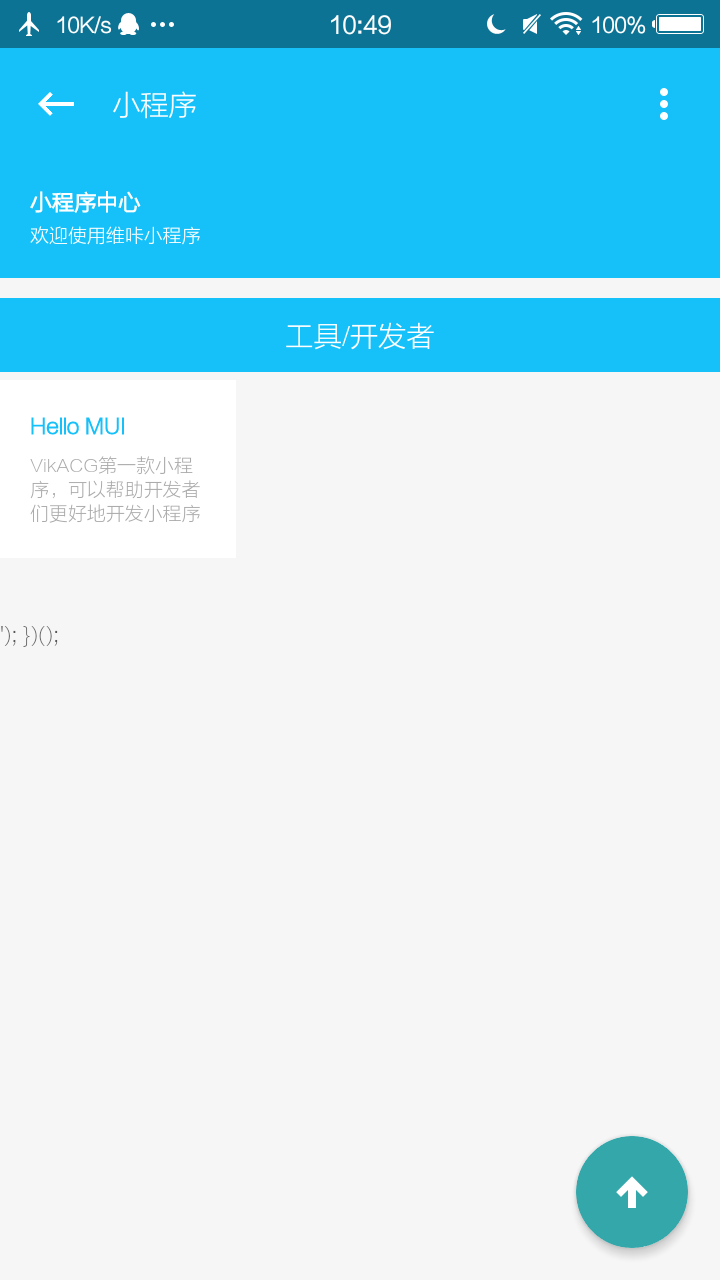 10K/s
10:49
100%
小程序
小程序中心
欢迎使用维咔小程序
工具/开发者
Hello MUI
VikACG第一款小程
序，可以帮助开发者
们更好地开发小程序
'); })();